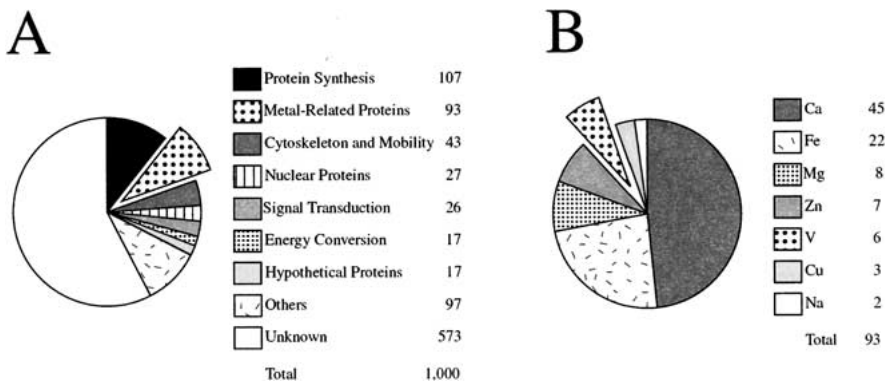 A
Protein Synthesis 107
Metal-Related Proteins 93
Cytoskeleton and Mobility 43
Nuclear Proteins 27
Signal Transduction 26
Energy Conversion 17
Hypothetical Proteins 17
Others 97
Unknown 573
Total 1,000
B
Ca 45
Fe 22
Mg 8
Zn 7
V 6
Cu 3
Na 2
Total 93